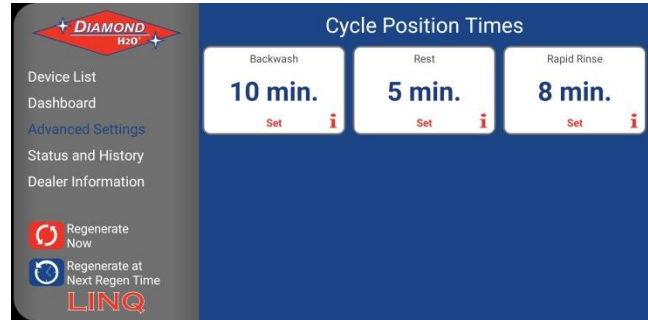 DIAMOND
H2O
Device List
Dashboard
Advanced Settings
Status and History
Dealer Information
Regenerate
Now
Regenerate at
Next Regen Time
LINQ
Cycle Position Times
Backwash
10 min.
Set i
Rest
5 min.
Set i
Rapid Rinse
8 min.
Set i